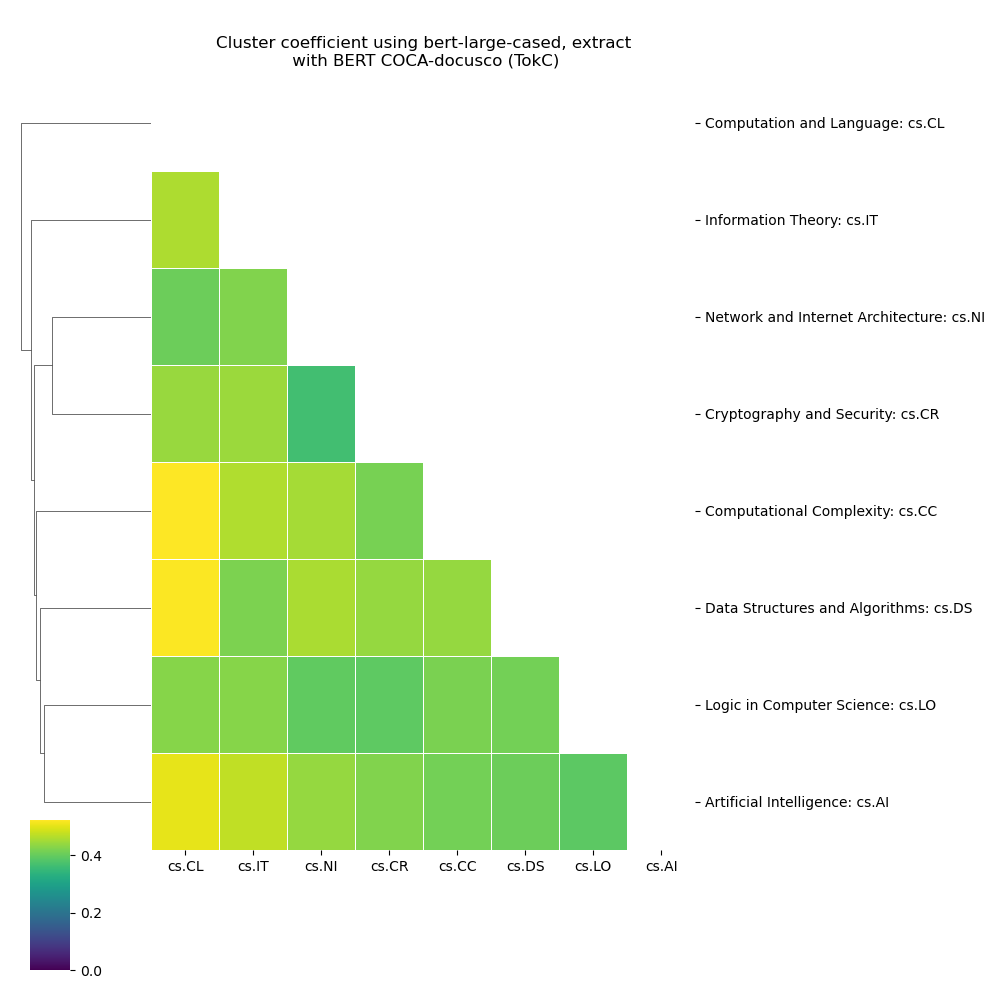 Cluster coefficient using bert-large-cased, extract
with BERT COCA-docusco (TokC)
Computation and Language: cs.CL
Information Theory: cs.IT
Network and Internet Architecture: cs.NI
Cryptography and Security: cs.CR
Computational Complexity: cs.CC
Data Structures and Algorithms: cs.DS
Logic in Computer Science: cs.LO
Artificial Intelligence: cs.AI
cs.CL cs.IT cs.NI cs.CR cs.CC cs.DS cs.LO cs.AI
0.4
0.2
0.0